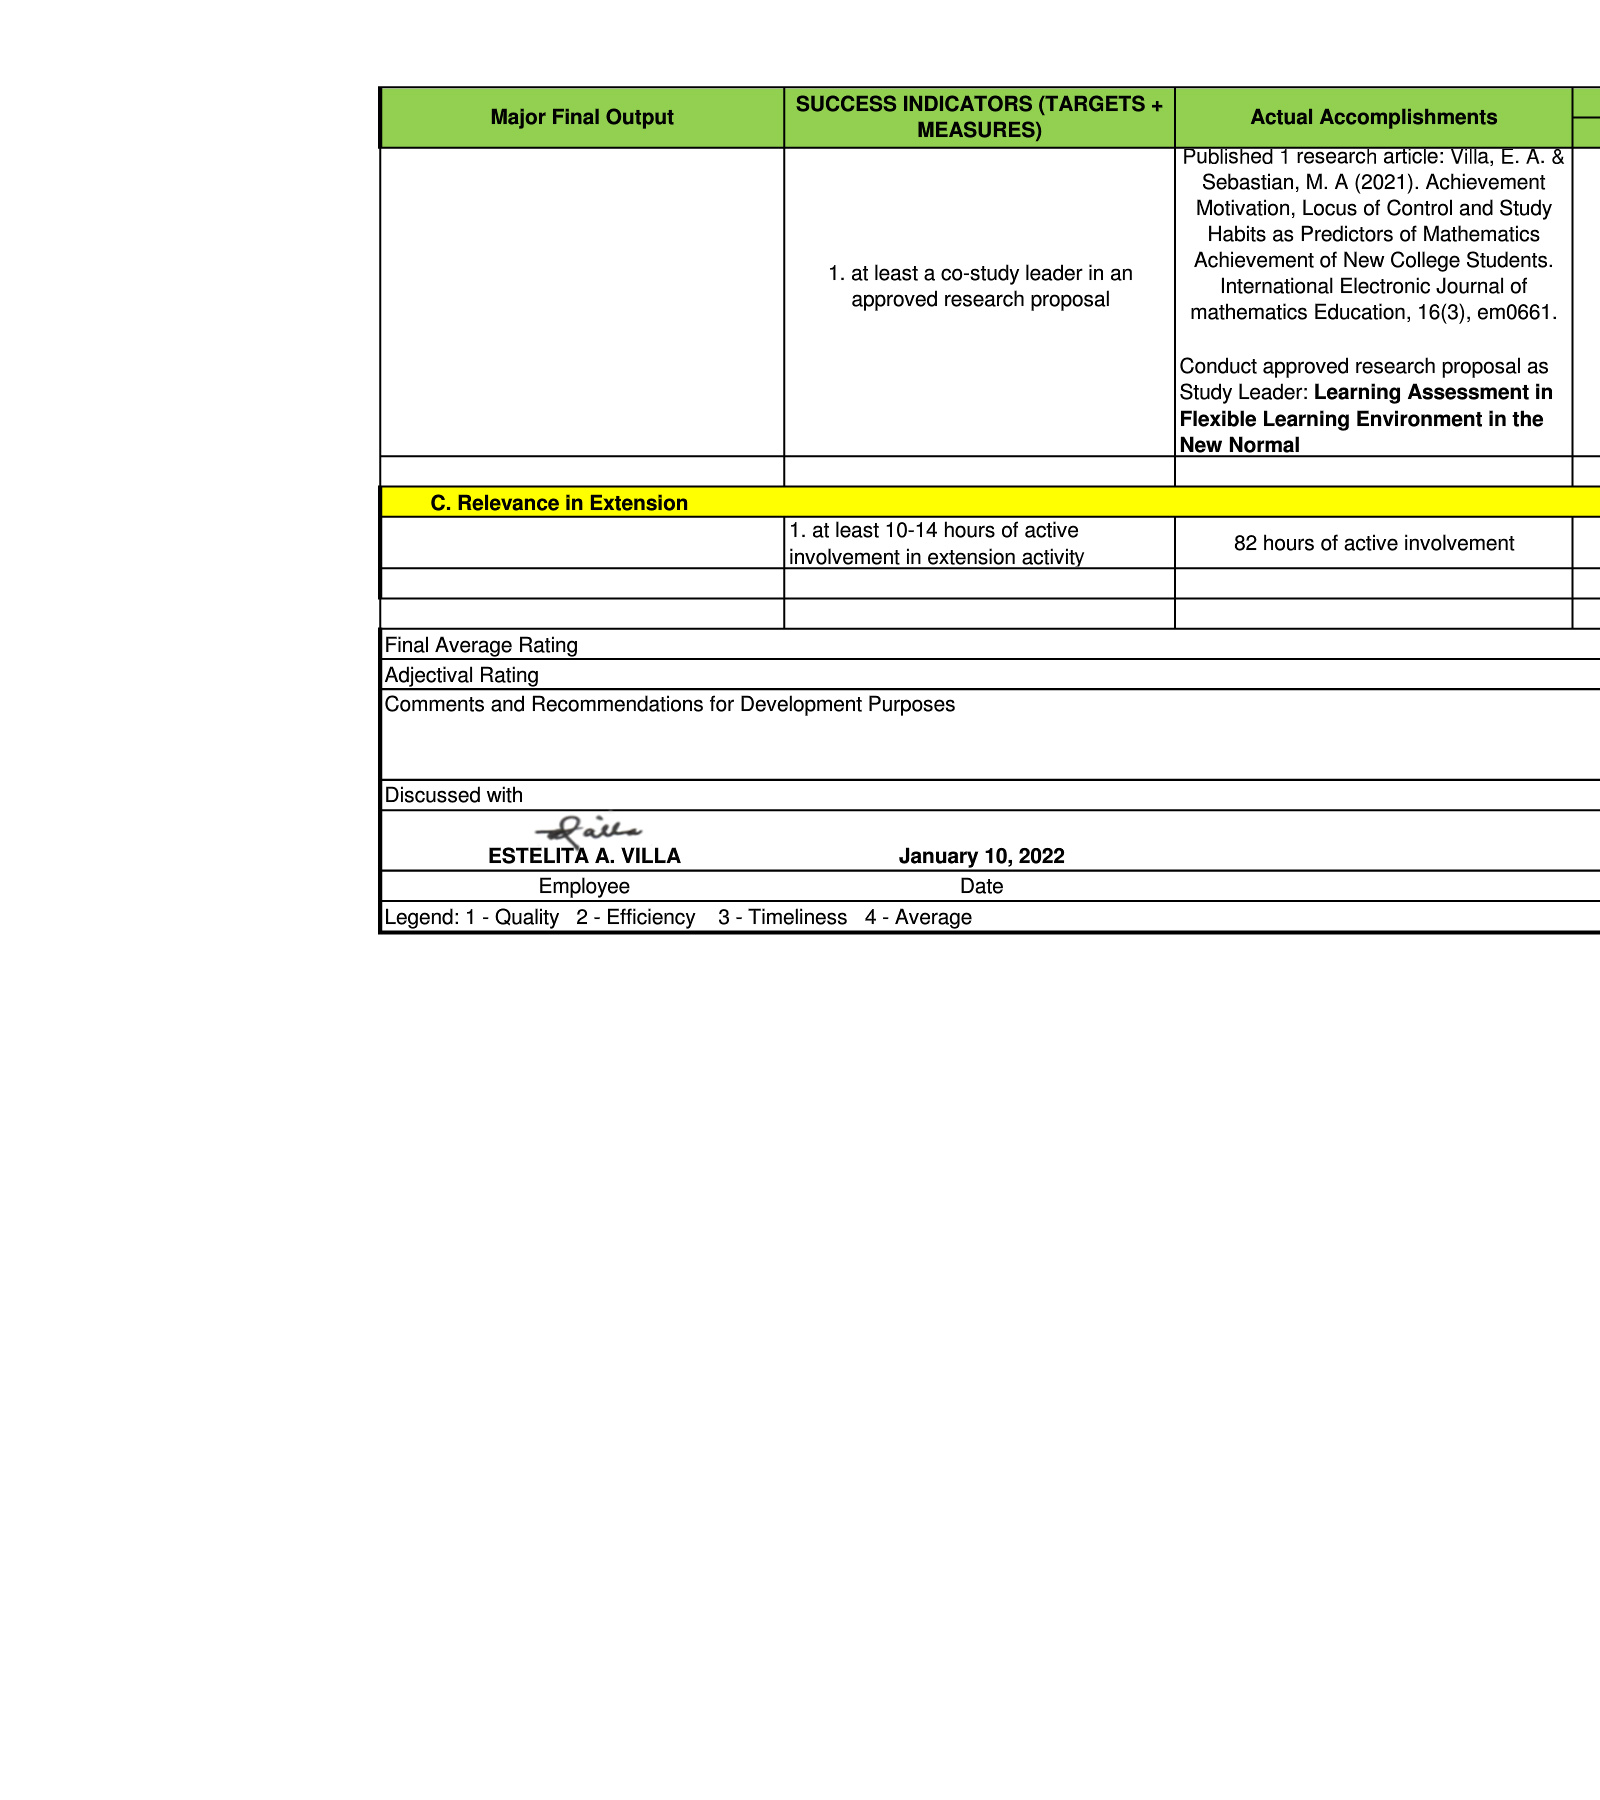 Major Final Output
SUCCESS INDICATORS (TARGETS +
MEASURES)
Actual Accomplishments
1. at least a co-study leader in an
approved research proposal
Published 1 research article: Villa, E. A. &
Sebastian, M. A (2021). Achievement
Motivation, Locus of Control and Study
Habits as Predictors of Mathematics
Achievement of New College Students.
International Electronic Journal of
mathematics Education, 16(3), em0661.
Conduct approved research proposal as
Study Leader: Learning Assessment in
Flexible Learning Environment in the
New Normal
C. Relevance in Extension
1. at least 10-14 hours of active
involvement in extension activity
82 hours of active involvement
Final Average Rating
Adjectival Rating
Comments and Recommendations for Development Purposes
Discussed with
Villa
ESTELITA A. VILLA
January 10, 2022
Employee
Date
Legend: 1 - Quality 2 - Efficiency 3 - Timeliness 4 - Average